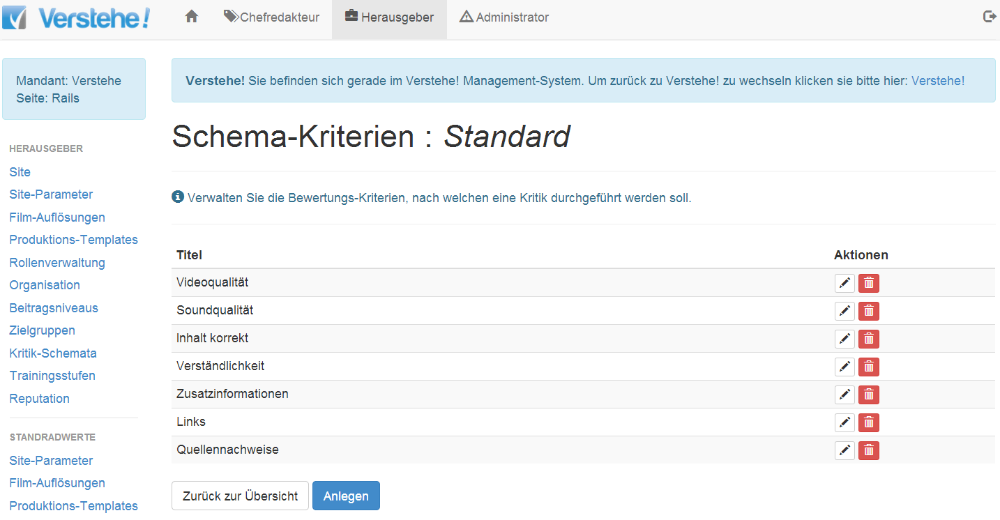 Verstehe!
Chefredakteur
Herausgeber
Administrator
Mandant: Verstehe
Seite: Rails
HERAUSGEBER
Site
Site-Parameter
Film-Auflösungen
Produktions-Templates
Rollenverwaltung
Organisation
Beitragsniveaus
Zielgruppen
Kritik-Schemata
Trainingsstufen
Reputation
STANDRADWERTE
Site-Parameter
Film-Auflösungen
Produktions-Templates
Verstehe! Sie befinden sich gerade im Verstehe! Management-System. Um zurück zu Verstehe! zu wechseln klicken sie bitte hier: Verstehe!
Schema-Kriterien : Standard
Verwalten Sie die Bewertungs-Kriterien, nach welchen eine Kritik durchgeführt werden soll.
Titel Aktionen
Videoqualität
Soundqualität
Inhalt korrekt
Verständlichkeit
Zusatzinformationen
Links
Quellennachweise
Zurück zur Übersicht Anlegen